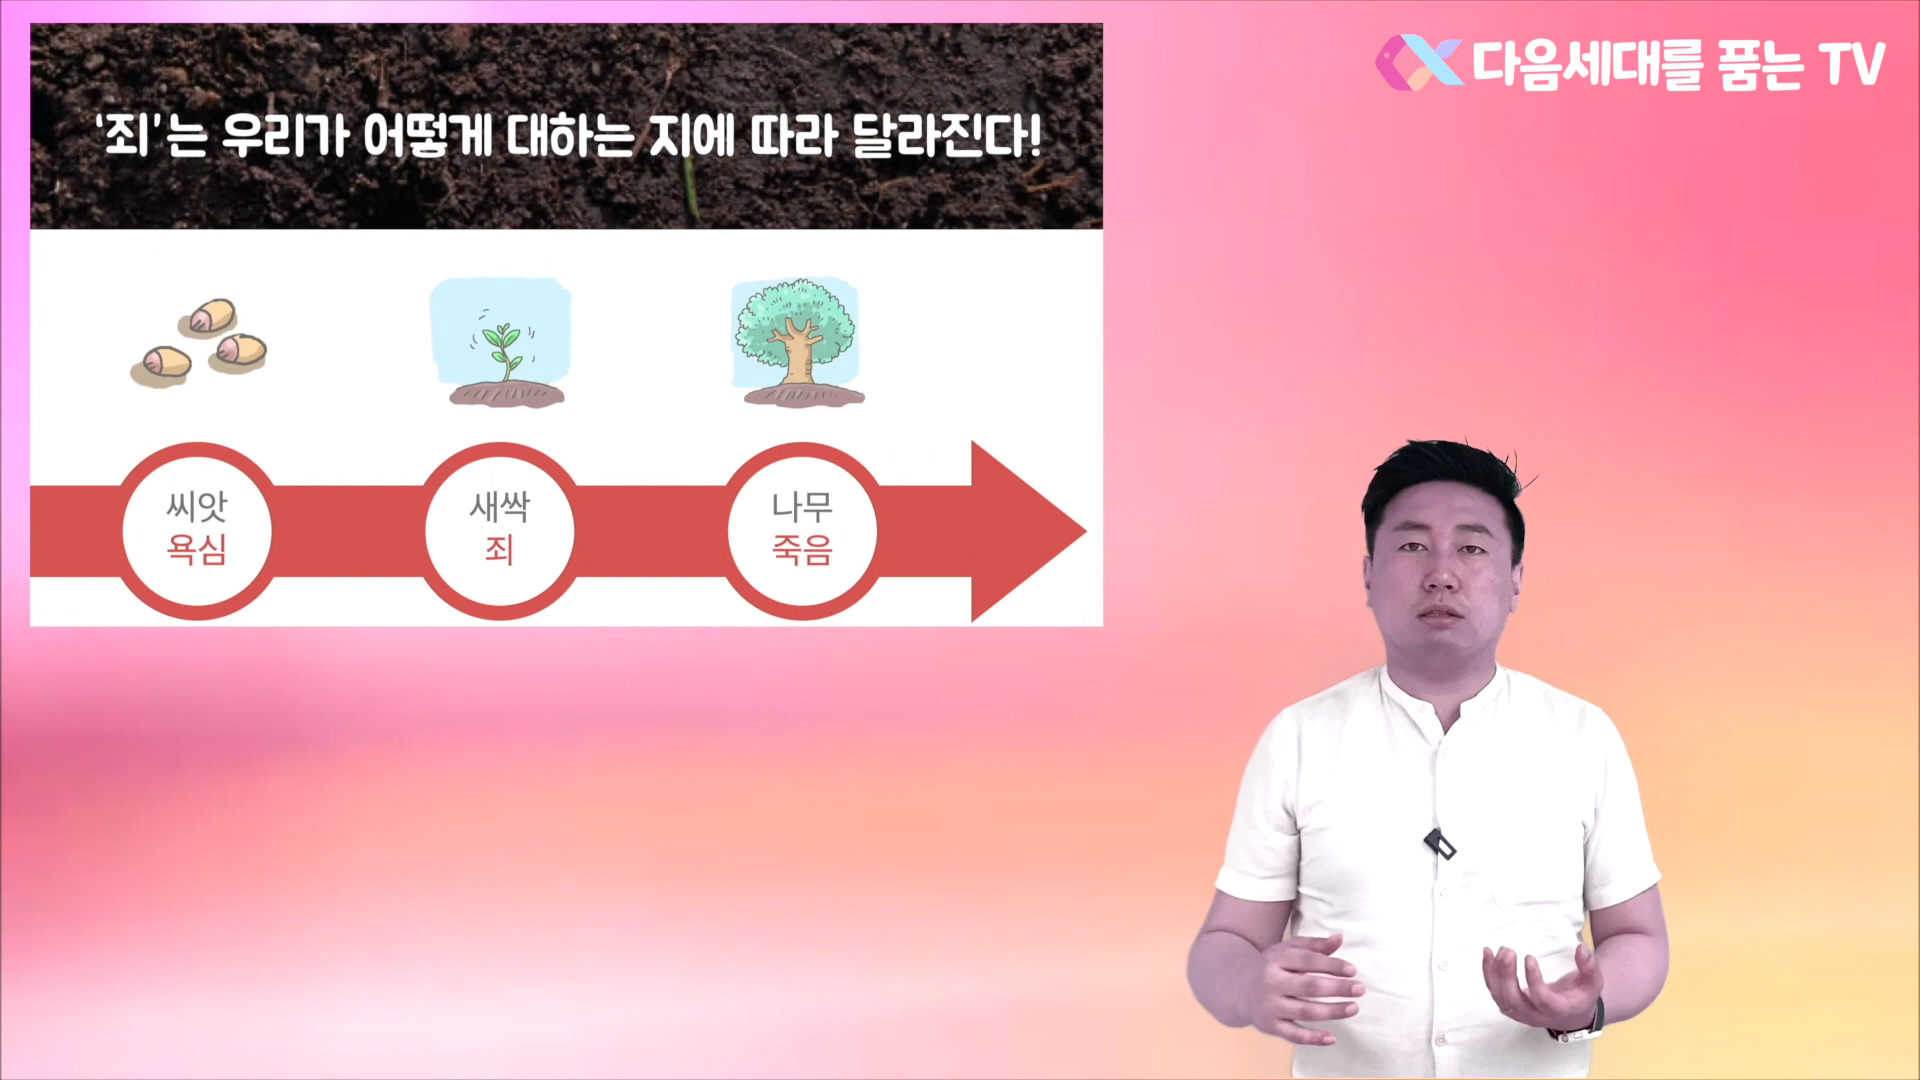 다음세대를 품는 TV
'죄'는 우리가 어떻게 대하는 지에 따라 달라진다!
씨앗
욕심
새싹
죄
나무
죽음